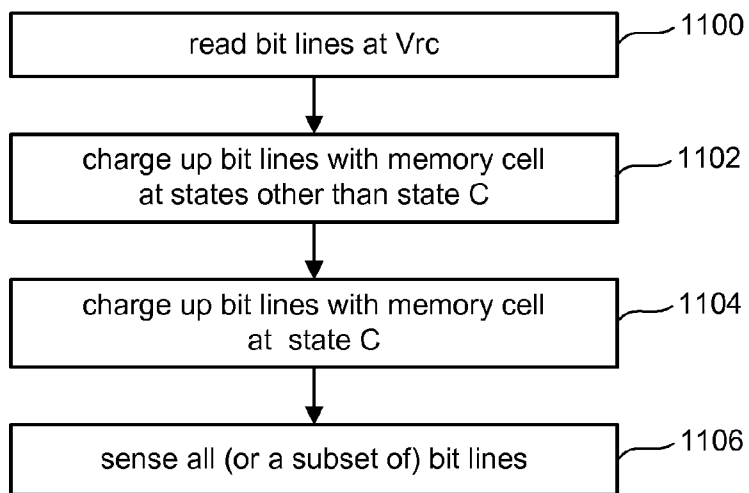 read bit lines at Vrc
1100
charge up bit lines with memory cell
at states other than state C
1102
charge up bit lines with memory cell
at state C
1104
sense all (or a subset of) bit lines
1106